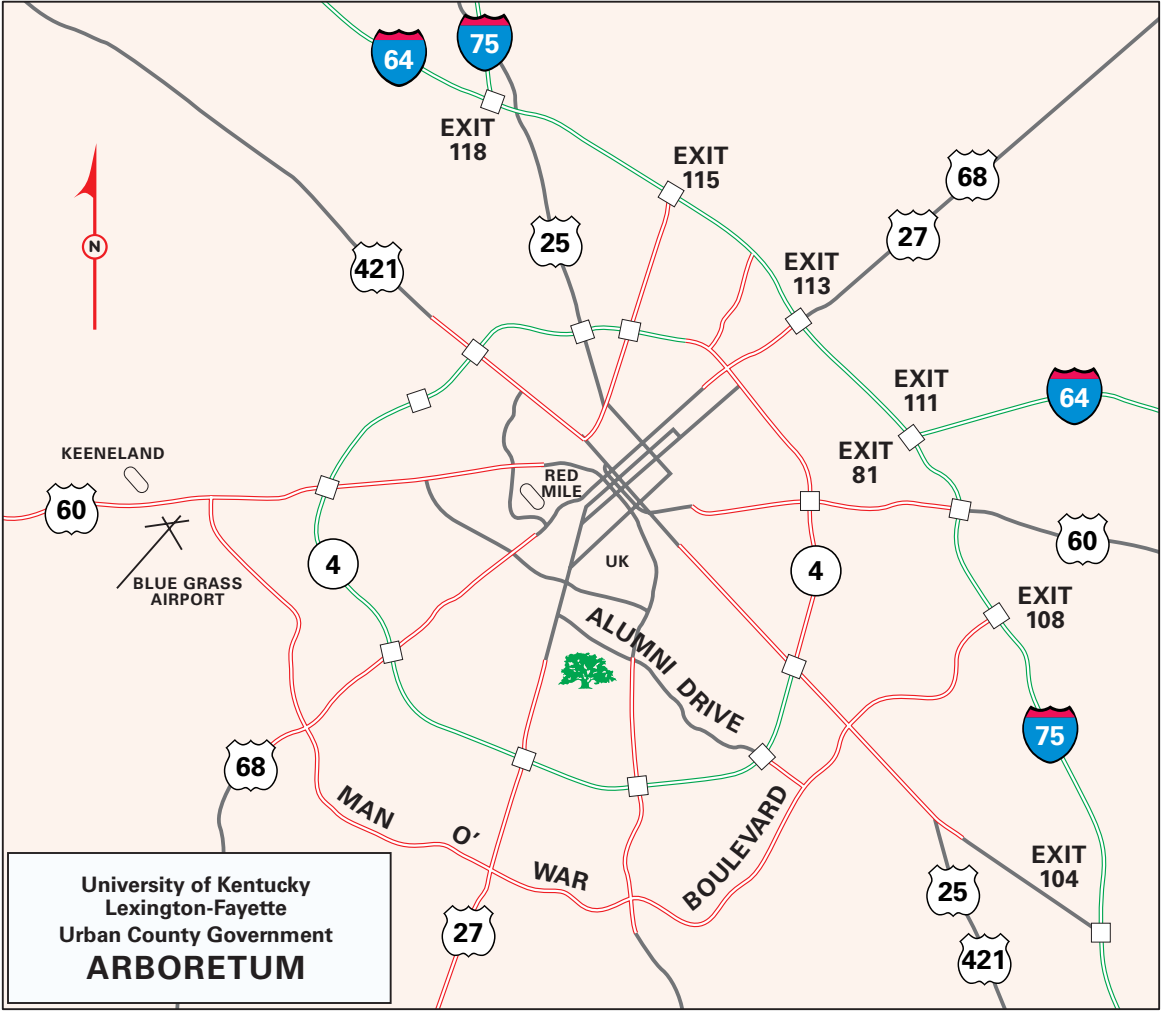 64
75
EXIT
118
EXIT
115
68
27
25
421
EXIT
113
N
EXIT
111
64
EXIT
81
KEENELAND
RED
MILE
60
60
BLUE GRASS
AIRPORT
4
UK
4
EXIT
108
ALUMNI DRIVE
75
68
MAN O' WAR BOULEVARD
EXIT
104
25
27
421
University of Kentucky
Lexington-Fayette
Urban County Government
ARBORETUM